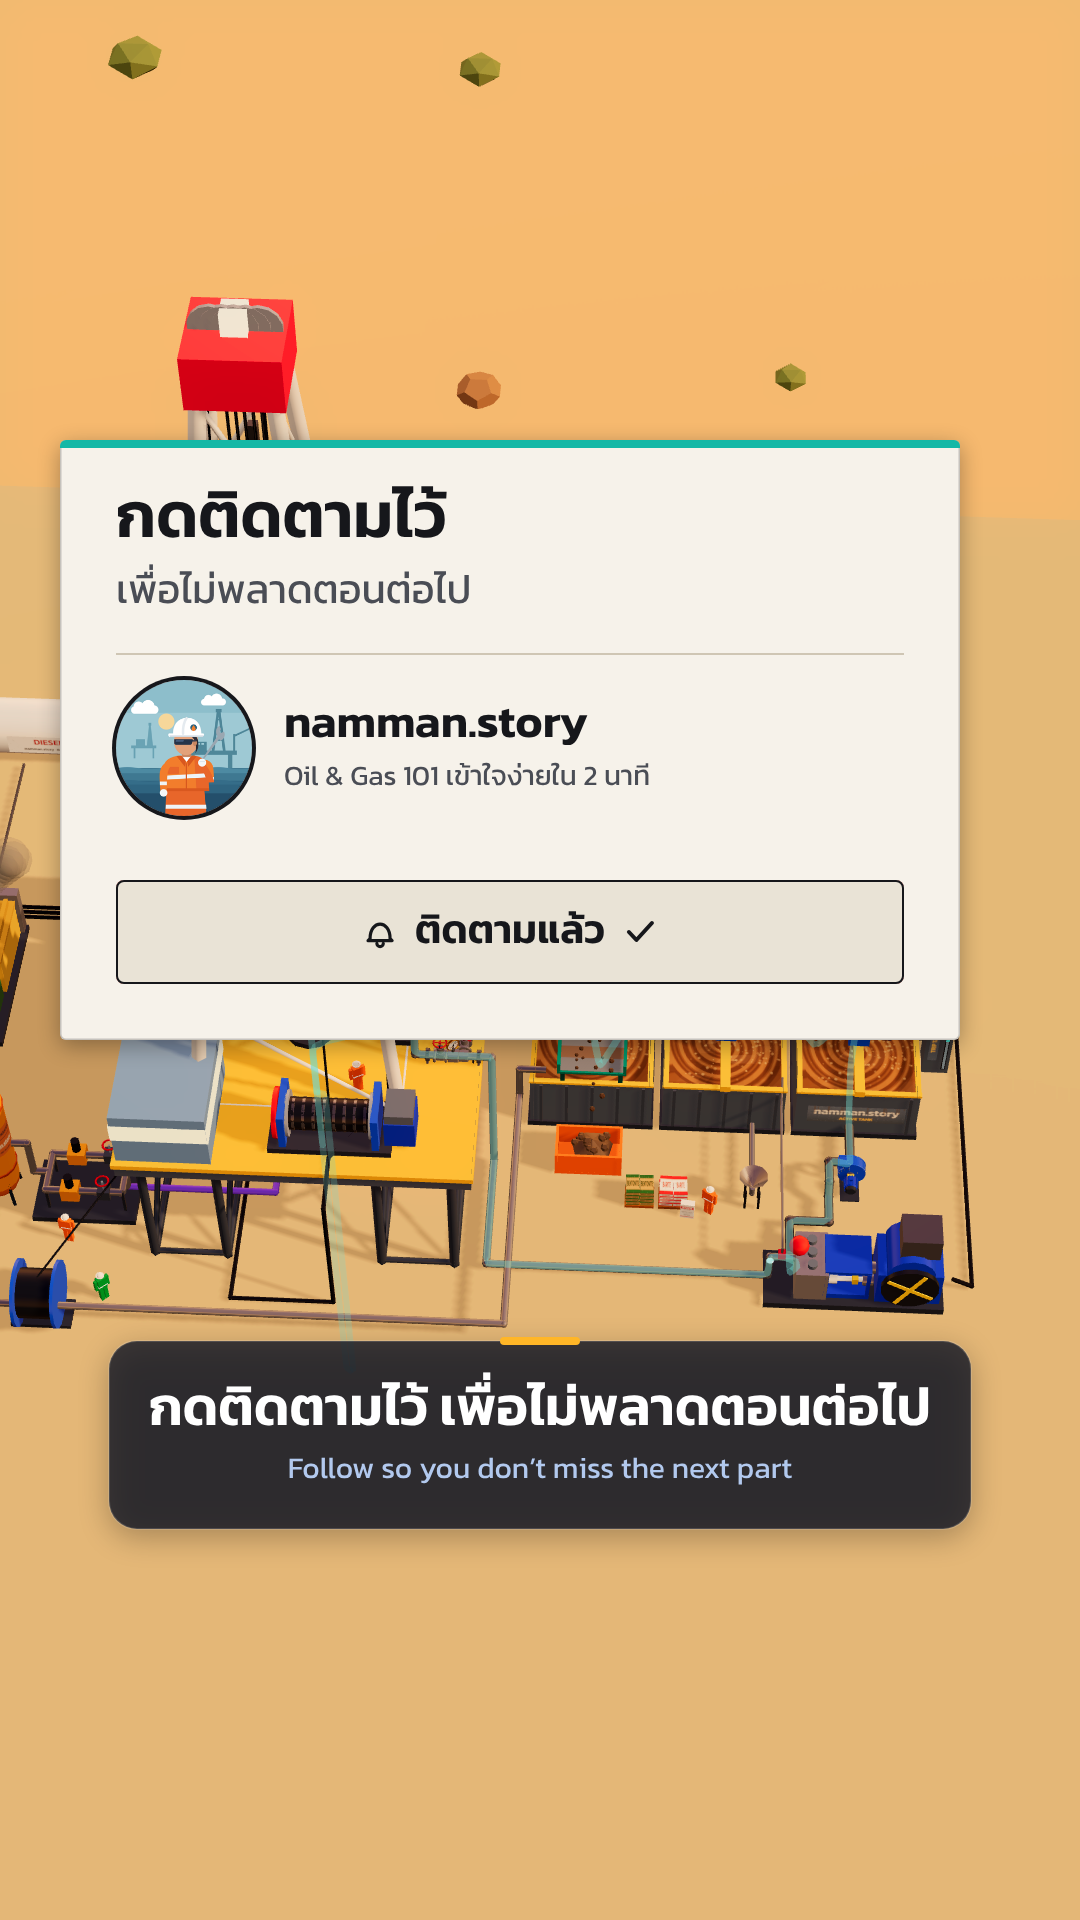 กดติดตามไว้
เพื่อไม่พลาดตอนต่อไป
namman.story
Oil & Gas 101 เข้าใจง่ายใน 2 นาที
ติดตามแล้ว
namman.story
กดติดตามไว้ เพื่อไม่พลาดตอนต่อไป
Follow so you don't miss the next part